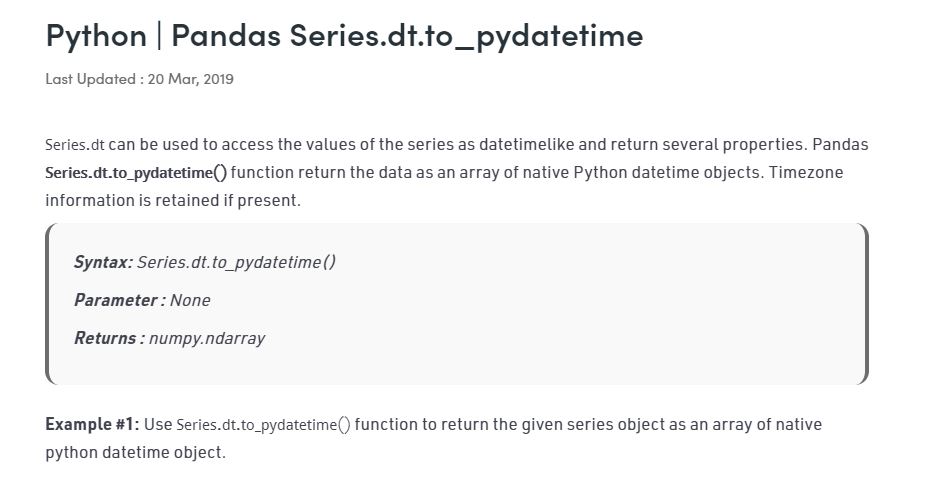 Python | Pandas Series.dt.to_pydatetime
Last Updated : 20 Mar, 2019
Series.dt can be used to access the values of the series as datetimelike and return several properties. Pandas
Series.dt.to_pydatetime() function return the data as an array of native Python datetime objects. Timezone
information is retained if present.
Syntax: Series.dt.to_pydatetime()
Parameter : None
Returns : numpy.ndarray
Example #1: Use Series.dt.to_pydatetime() function to return the given series object as an array of native
python datetime object.